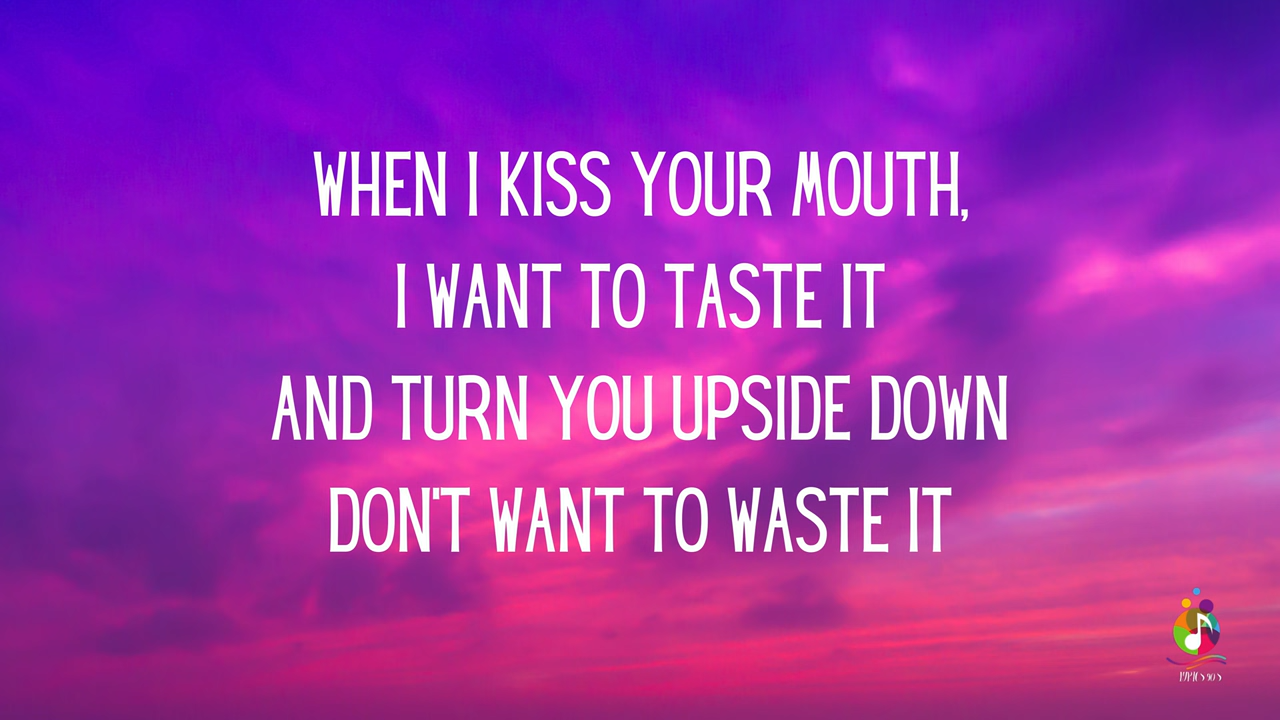 WHEN I KISS YOUR MOUTH,
I WANT TO TASTE IT
AND TURN YOU UPSIDE DOWN
DON'T WANT TO WASTE IT